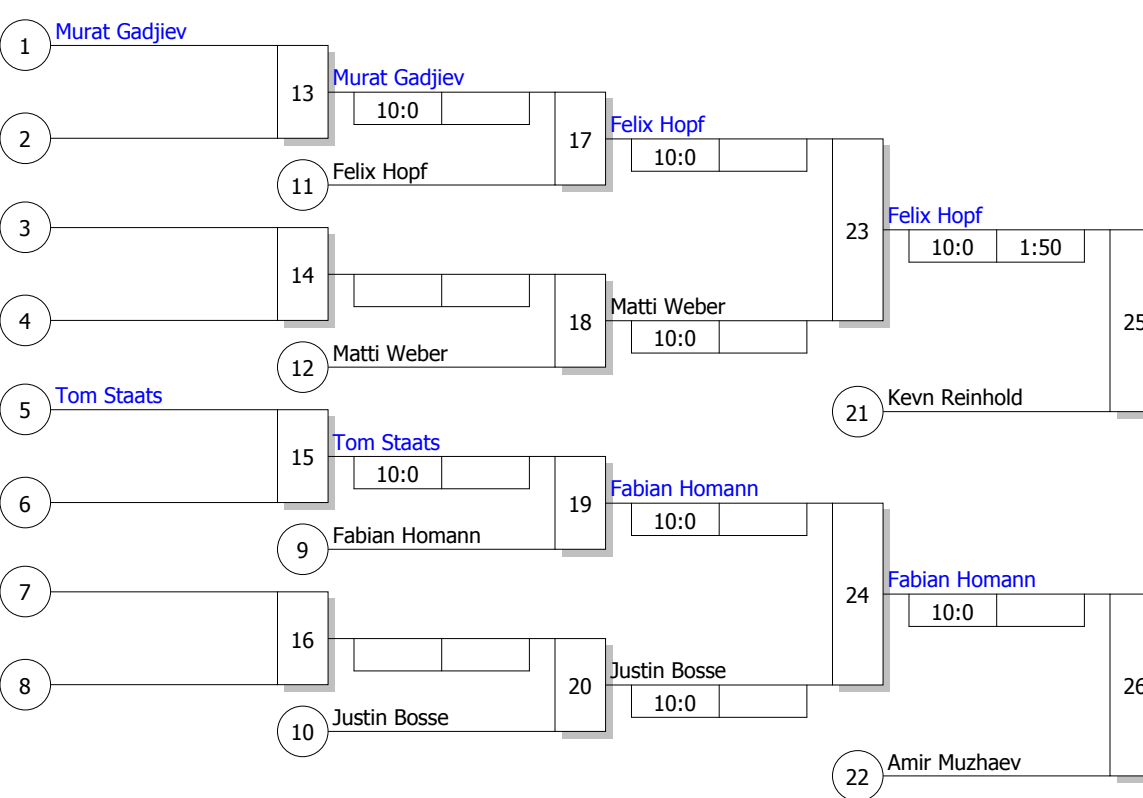 1 Murat Gadjiev
13 Murat Gadjiev
10:0
2
17 Felix Hopf
10:0
11 Felix Hopf
3
23 Felix Hopf
10:0 1:50
14
4
18 Matti Weber
10:0
25
12 Matti Weber
5 Tom Staats
21 Kevn Reinhold
15 Tom Staats
10:0
6
19 Fabian Homann
10:0
9 Fabian Homann
7
24 Fabian Homann
10:0
16
8
20 Justin Bosse
10:0
26
10 Justin Bosse
22 Amir Muzhaev